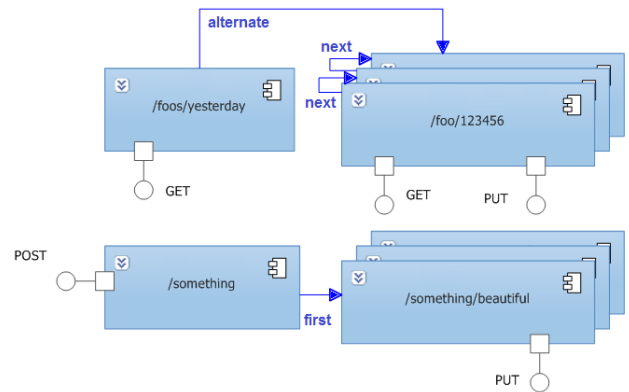 alternate
next
next
/foos/yesterday
/foo/123456
GET
GET
PUT
POST
/something
first
/something/beautiful
PUT